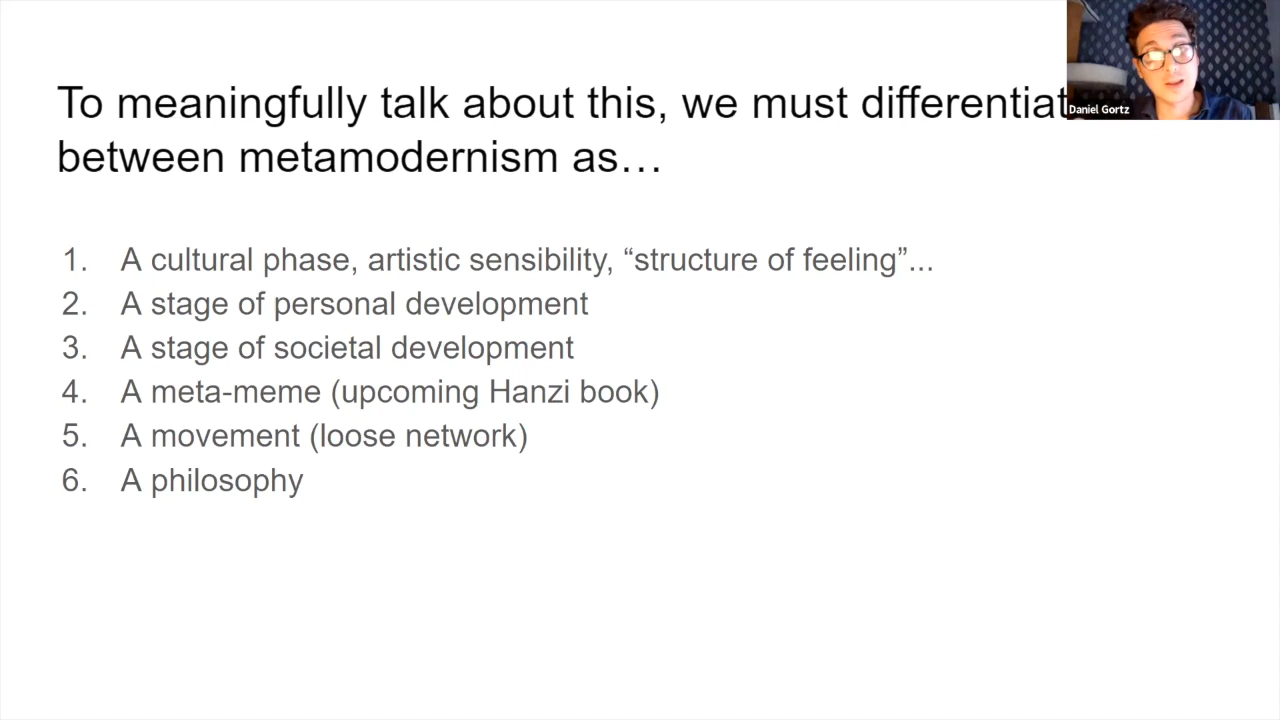 To meaningfully talk about this, we must differentiat
Daniel Gortz
between metamodernism as…
1. A cultural phase, artistic sensibility, “structure of feeling”...
2. A stage of personal development
3. A stage of societal development
4. A meta-meme (upcoming Hanzi book)
5. A movement (loose network)
6. A philosophy